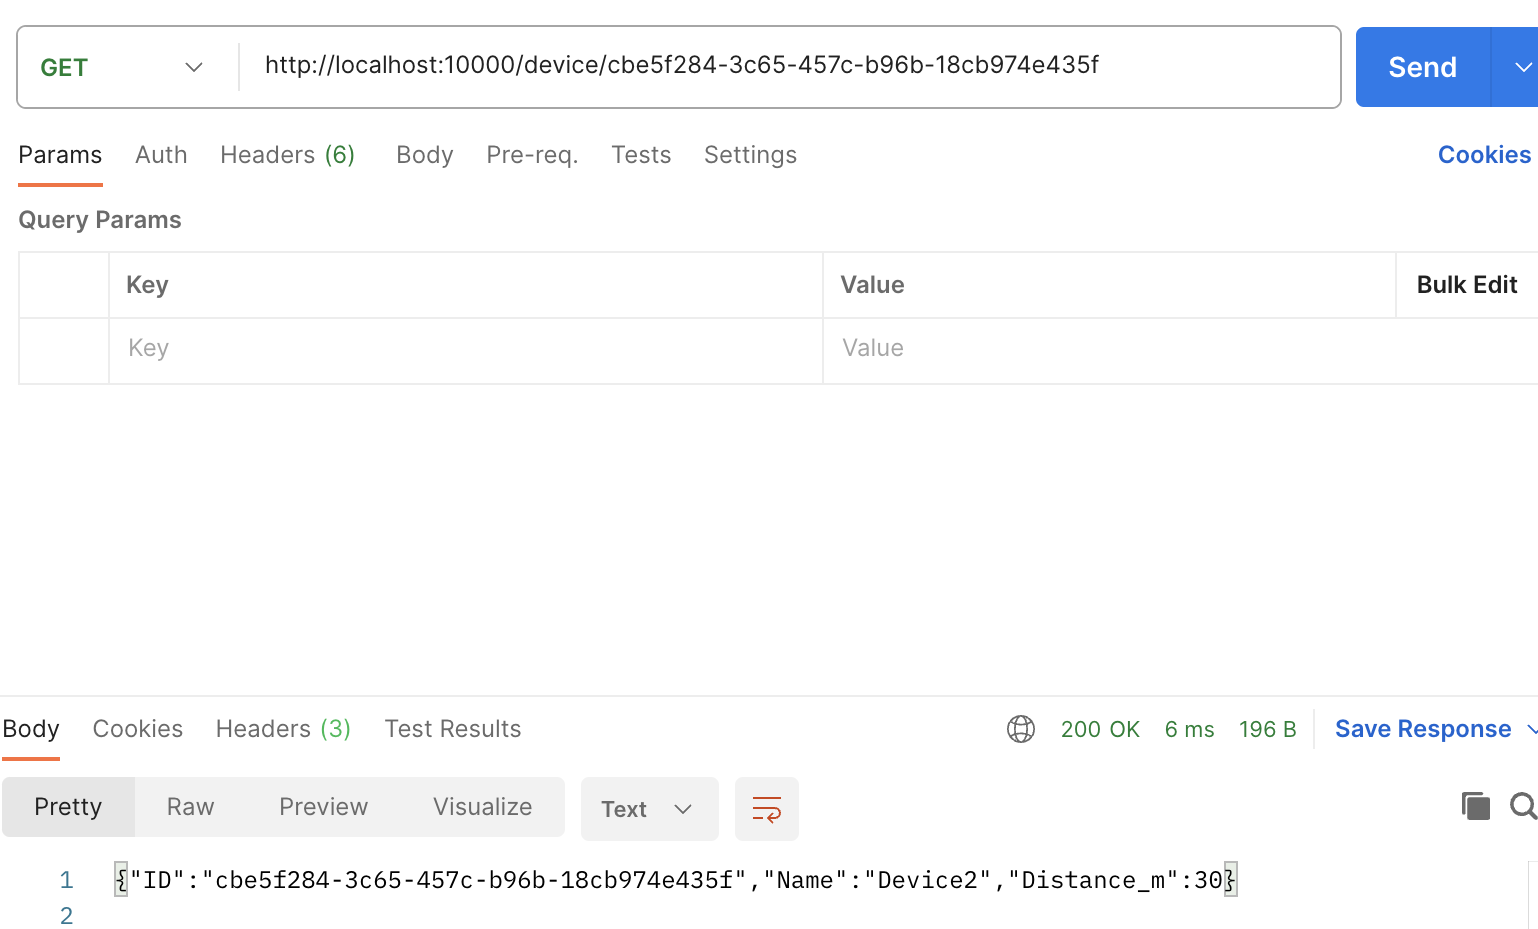 GET http://localhost:10000/device/cbe5f284-3c65-457c-b96b-18cb974e435f Send
Params Auth Headers (6) Body Pre-req. Tests Settings Cookies
Query Params
Key Value Bulk Edit
Key Value
Body Cookies Headers (3) Test Results 200 OK 6 ms 196 B Save Response
Pretty Raw Preview Visualize Text
1 {"ID":"cbe5f284-3c65-457c-b96b-18cb974e435f","Name":"Device2","Distance_m":30}
2